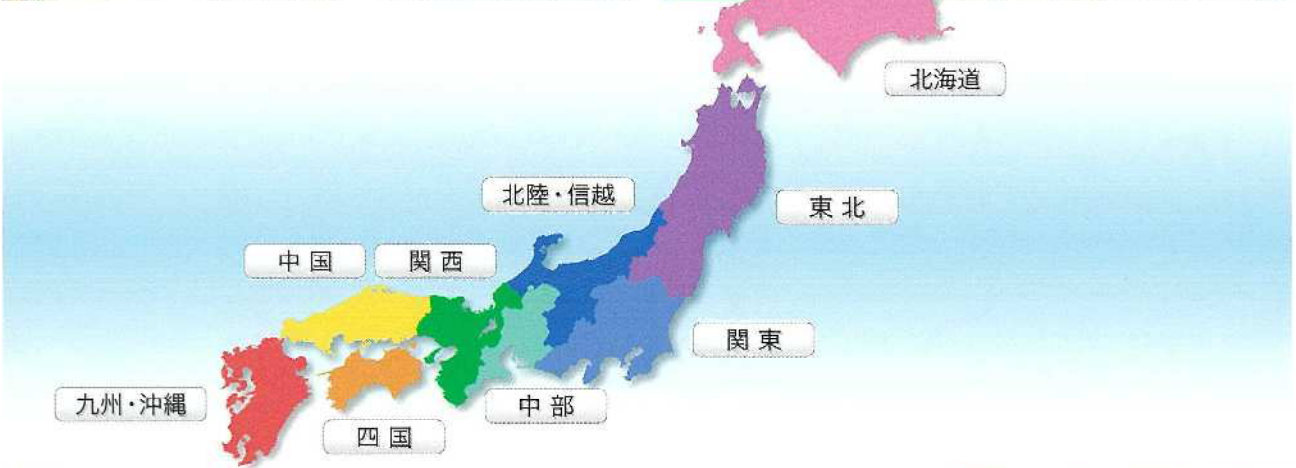 北海道
北陸・信越
東北
中国
関西
関東
九州・沖縄
中部
四国